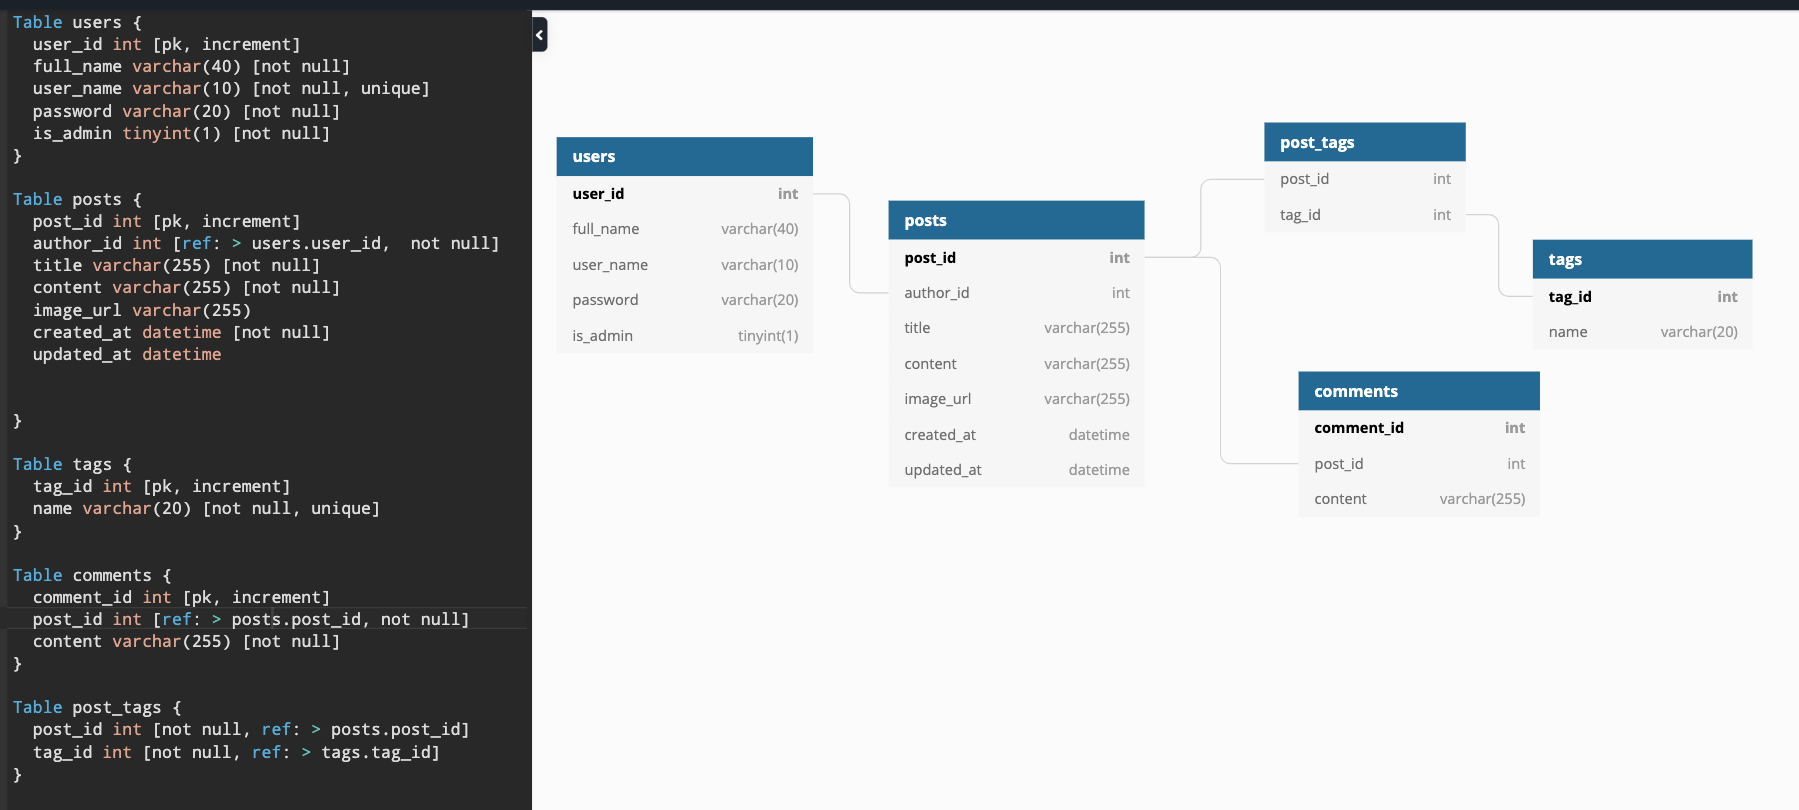 Table users {
  user_id int [pk, increment]
  full_name varchar(40) [not null]
  user_name varchar(10) [not null, unique]
  password varchar(20) [not null]
  is_admin tinyint(1) [not null]
}
Table posts {
  post_id int [pk, increment]
  author_id int [ref: > users.user_id,  not null]
  title varchar(255) [not null]
  content varchar(255) [not null]
  image_url varchar(255)
  created_at datetime [not null]
  updated_at datetime
}
Table tags {
  tag_id int [pk, increment]
  name varchar(20) [not null, unique]
}
Table comments {
  comment_id int [pk, increment]
  post_id int [ref: > posts.post_id, not null]
  content varchar(255) [not null]
}
Table post_tags {
  post_id int [not null, ref: > posts.post_id]
  tag_id int [not null, ref: > tags.tag_id]
}
users
user_id int
full_name varchar(40)
user_name varchar(10)
password varchar(20)
is_admin tinyint(1)
posts
post_id int
author_id int
title varchar(255)
content varchar(255)
image_url varchar(255)
created_at datetime
updated_at datetime
post_tags
post_id int
tag_id int
tags
tag_id int
name varchar(20)
comments
comment_id int
post_id int
content varchar(255)